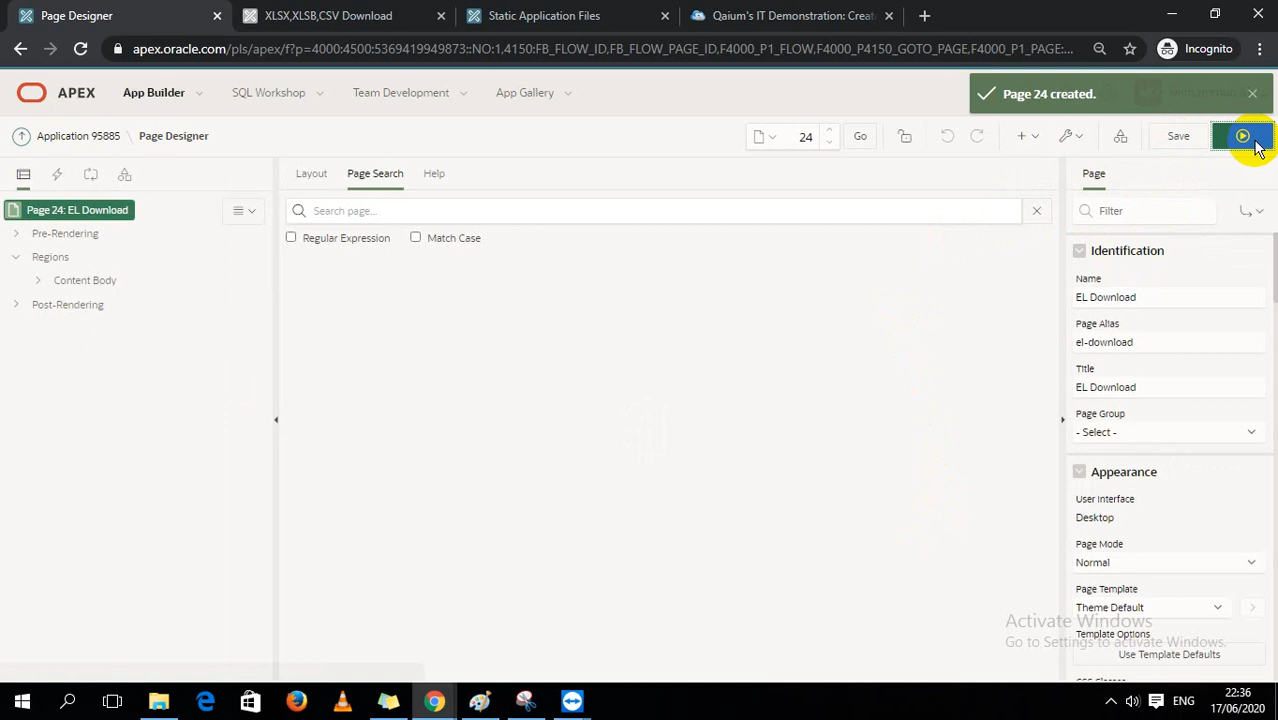 Page Designer
XLSX,XLSB,CSV Download
Static Application Files
Qaium's IT Demonstration: Creat
apex.oracle.com/pls/apex/f?p=4000:4500:5369419949873::NO:1,4150:FB_FLOW_ID,FB_FLOW_PAGE_ID,F4000_P1_FLOW,F4000_P4150_GOTO_PAGE,F4000_P1_PAGE:...
Incognito
APEX
App Builder
SQL Workshop
Team Development
App Gallery
Page 24 created.
Application 95885
Page Designer
24
Go
Save
Layout
Page Search
Help
Page
Page 24: EL Download
Search page...
Filter
Pre-Rendering
Regular Expression
Match Case
Regions
Identification
Content Body
Name
EL Download
Post-Rendering
Page Alias
el-download
Title
EL Download
Page Group
- Select -
Appearance
User Interface
Desktop
Page Mode
Normal
Page Template
Theme Default
Activate Windows
Template Options
Go to Settings to activate Windows.
Use Template Defaults
ENG
22:36
17/06/2020